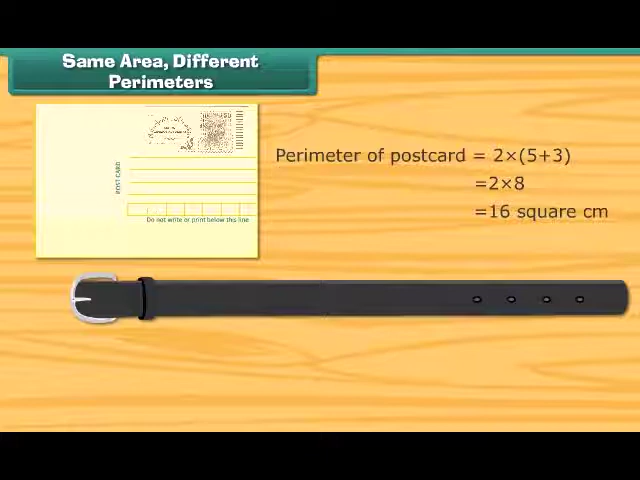 Same Area, Different
Perimeters
Perimeter of postcard = 2×(5+3)
=2×8
=16 square cm
POST CARD
Do not write or print below this line